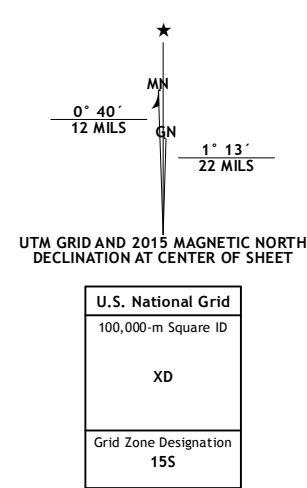 MN
0° 40´
12 MILS
GN
1° 13´
22 MILS
UTM GRID AND 2015 MAGNETIC NORTH
DECLINATION AT CENTER OF SHEET
U.S. National Grid
100,000-m Square ID
XD
Grid Zone Designation
15S